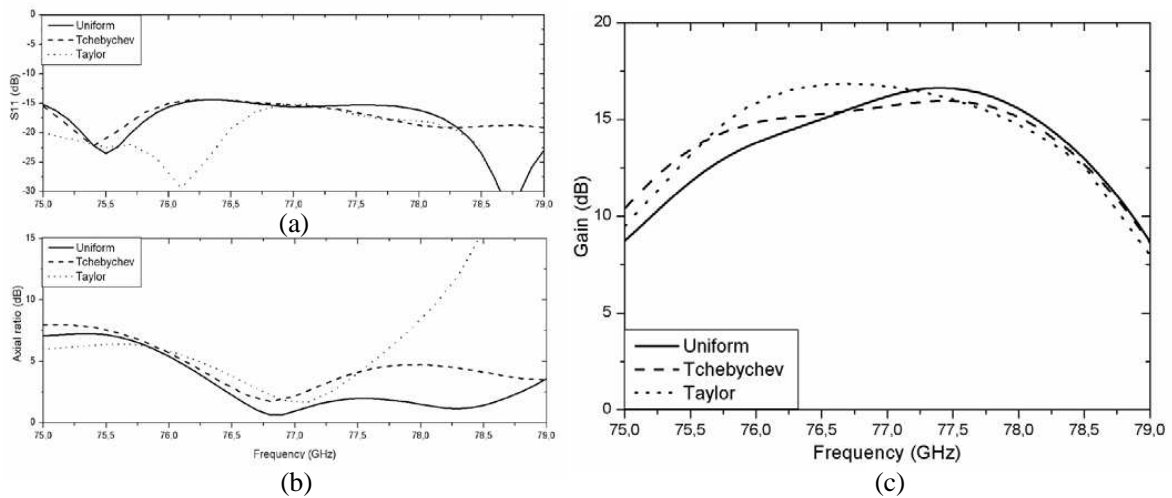 0
-5
-10
-15
-20
-25
-30
S11 (dB)
Uniform
Tchebychev
Taylor
75,0 75,5 76,0 76,5 77,0 77,5 78,0 78,5 79,0
(a)
15
10
5
0
Axial ratio (dB)
Uniform
Tchebychev
Taylor
75,0 75,5 76,0 76,5 77,0 77,5 78,0 78,5 79,0
Frequency (GHz)
(b)
20
15
10
5
0
Gain (dB)
Uniform
Tchebychev
Taylor
75,0 75,5 76,0 76,5 77,0 77,5 78,0 78,5 79,0
Frequency (GHz)
(c)